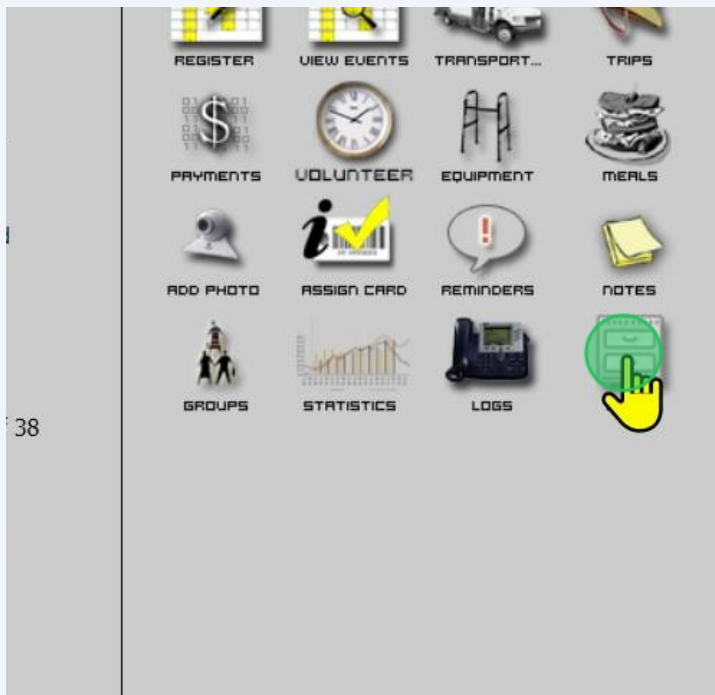 REGISTER VIEW EVENTS TRANSPORT... TRIPS
PAYMENTS VOLUNTEER EQUIPMENT MEALS
ADD PHOTO ASSIGN CARD REMINDERS NOTES
GROUPS STATISTICS LOGS
38